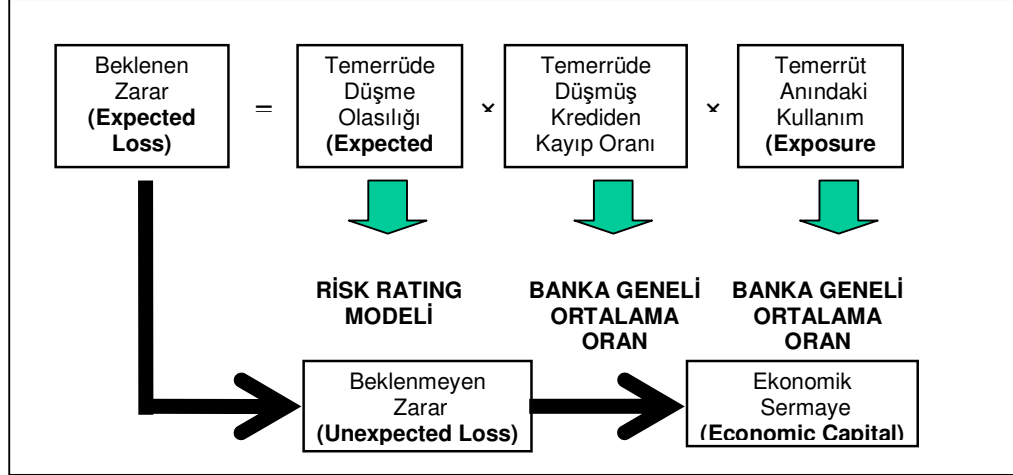 Beklenen
Zarar
(Expected
Loss)
=
Temerrüde
Düşme
Olasılığı
(Expected
×
Temerrüde
Düşmüş
Krediden
Kayıp Oranı
×
Temerrüt
Anındaki
Kullanım
(Exposure
RİSK RATING
MODELİ
BANKA GENELİ
ORTALAMA
ORAN
BANKA GENELİ
ORTALAMA
ORAN
Beklenmeyen
Zarar
(Unexpected Loss)
Ekonomik
Sermaye
(Economic Capital)